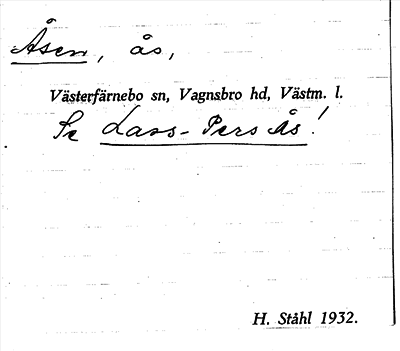 Åsen, ås,
Västerfärnebo sn, Vagnsbro hd, Västm. l.
Se Lars-Pers Ås!
H. Ståhl 1932.